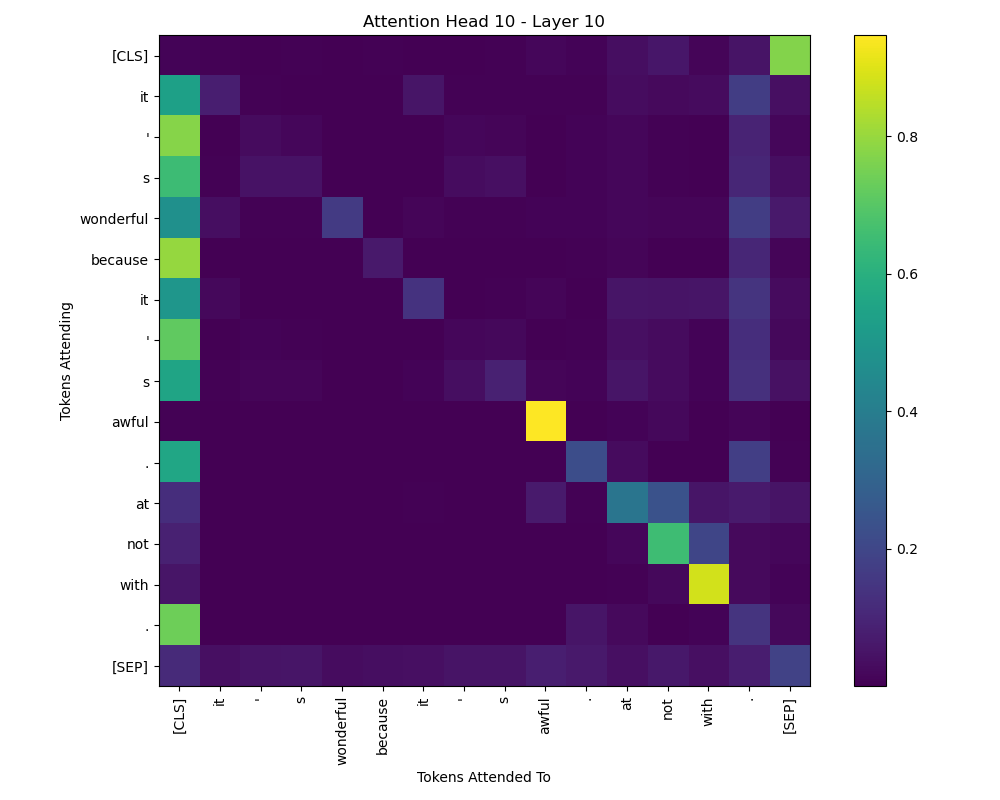 Attention Head 10 - Layer 10
[CLS]
it
'
s
wonderful
because
it
'
s
awful
.
at
not
with
.
[SEP]
Tokens Attending
[CLS]
it
'
s
wonderful
because
it
'
s
awful
.
at
not
with
.
[SEP]
Tokens Attended To
0.8
0.6
0.4
0.2